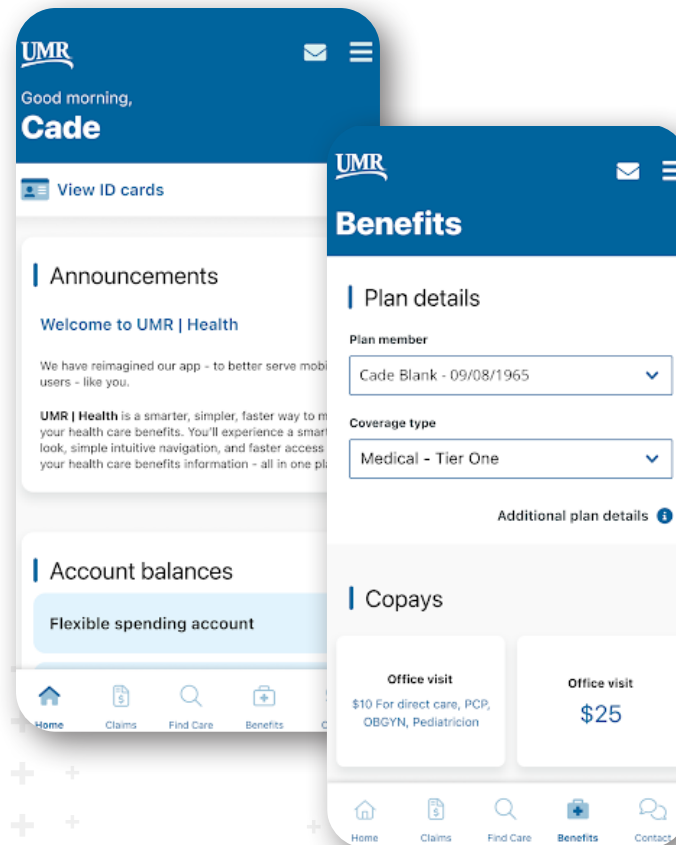 UMR
Good morning,
Cade
View ID cards
Announcements
Welcome to UMR | Health
We have reimagined our app - to better serve
users - like you.
UMR | Health is a smarter, simpler, faster way to
your health care benefits. You'll experience a
look, simple intuitive navigation, and faster access
your health care benefits information - all in one
Account balances
Flexible spending account
Home
Claims
Find Care
Benefits
UMR
Benefits
Plan details
Plan member
Cade Blank - 09/08/1965
Coverage type
Medical - Tier One
Additional plan details
Copays
Office visit
$10 For direct care, PCP,
OBGYN, Pediatricion
Office visit
$25
Home
Claims
Find Care
Benefits
Contact